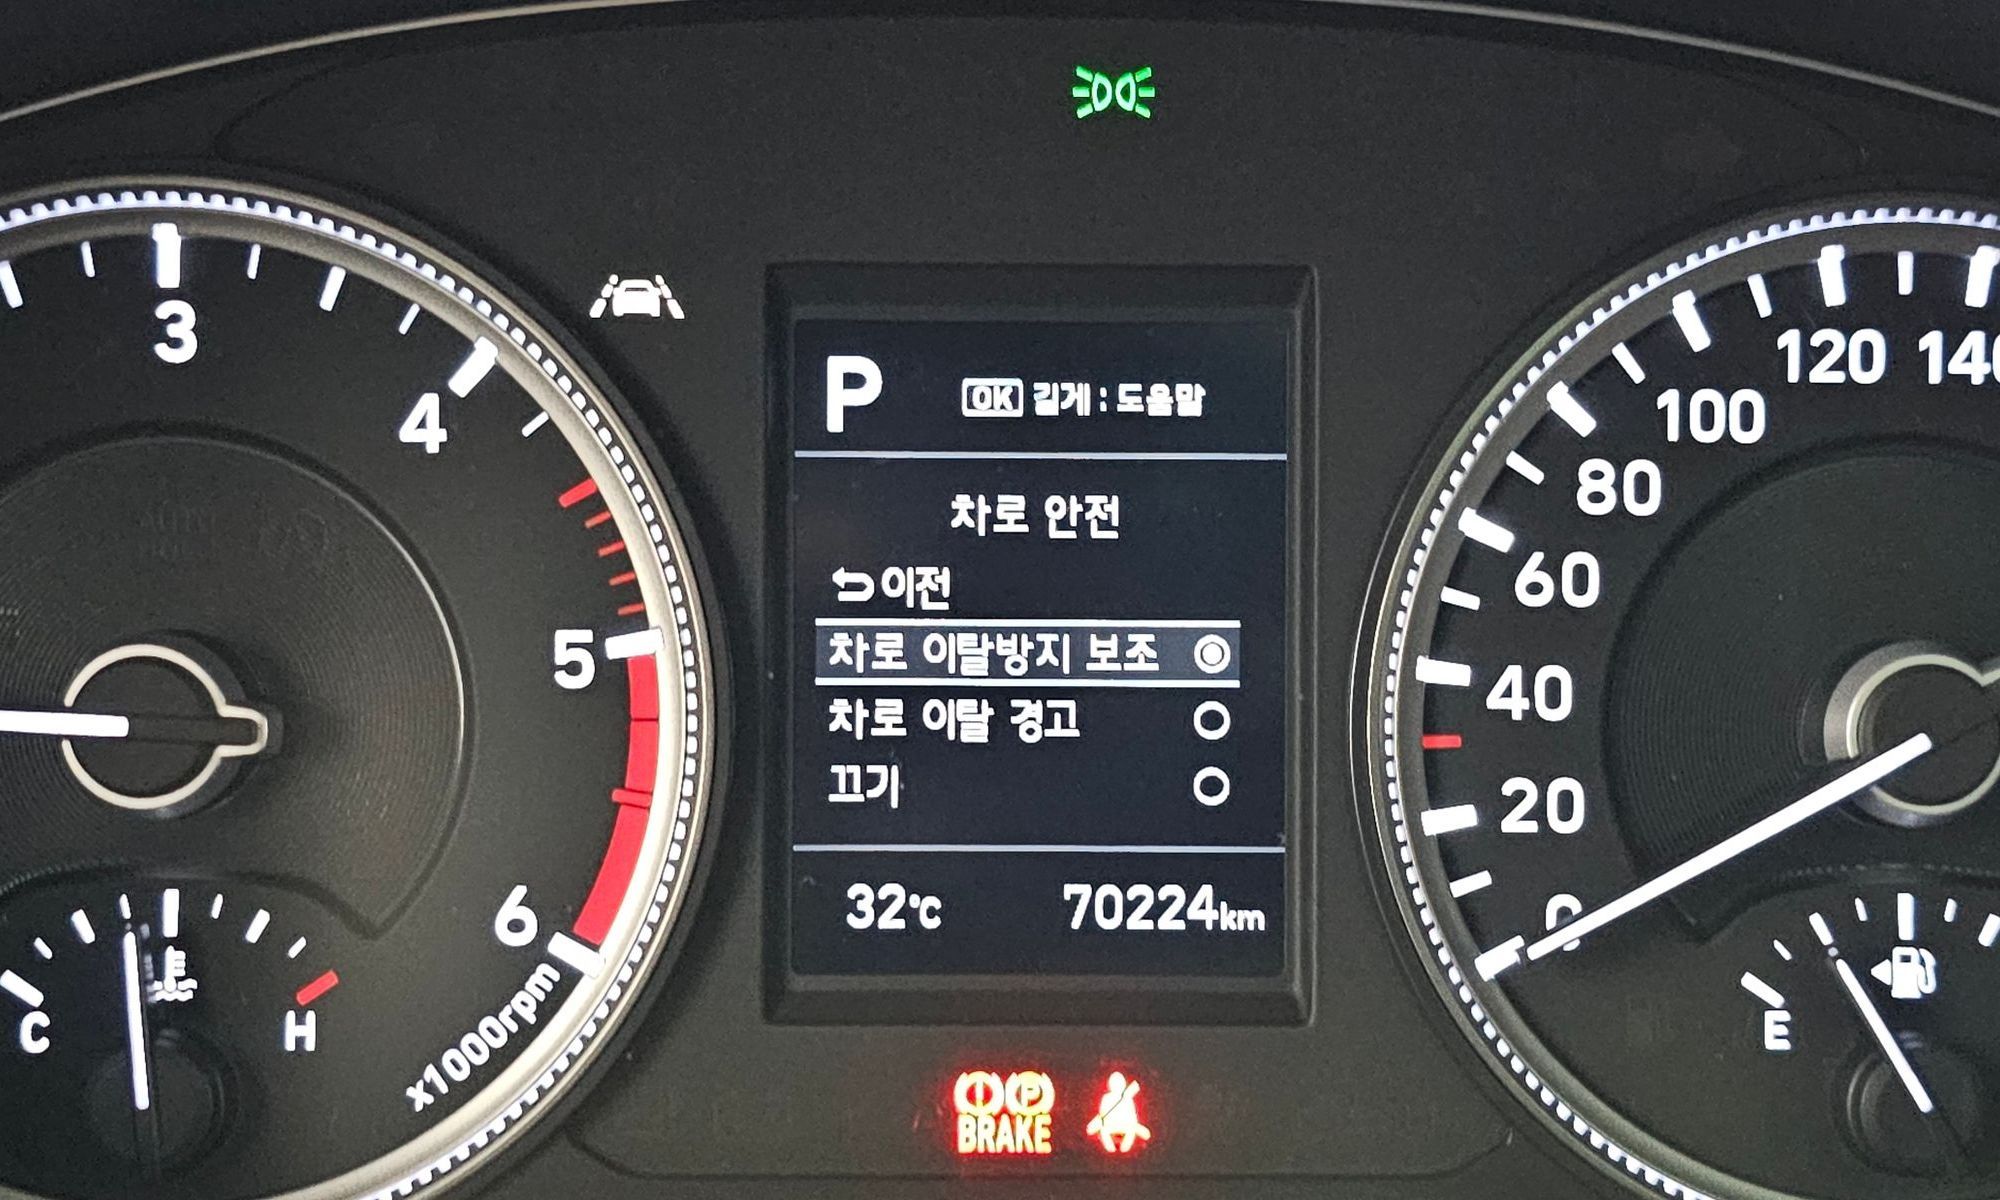 3
4
5
6
x1000rpm
C
H
P
OK 길게 : 도움말
차로 안전
이전
차로 이탈방지 보조
차로 이탈 경고
끄기
32℃ 70224km
BRAKE
P
140
120
100
80
60
40
20
0
E